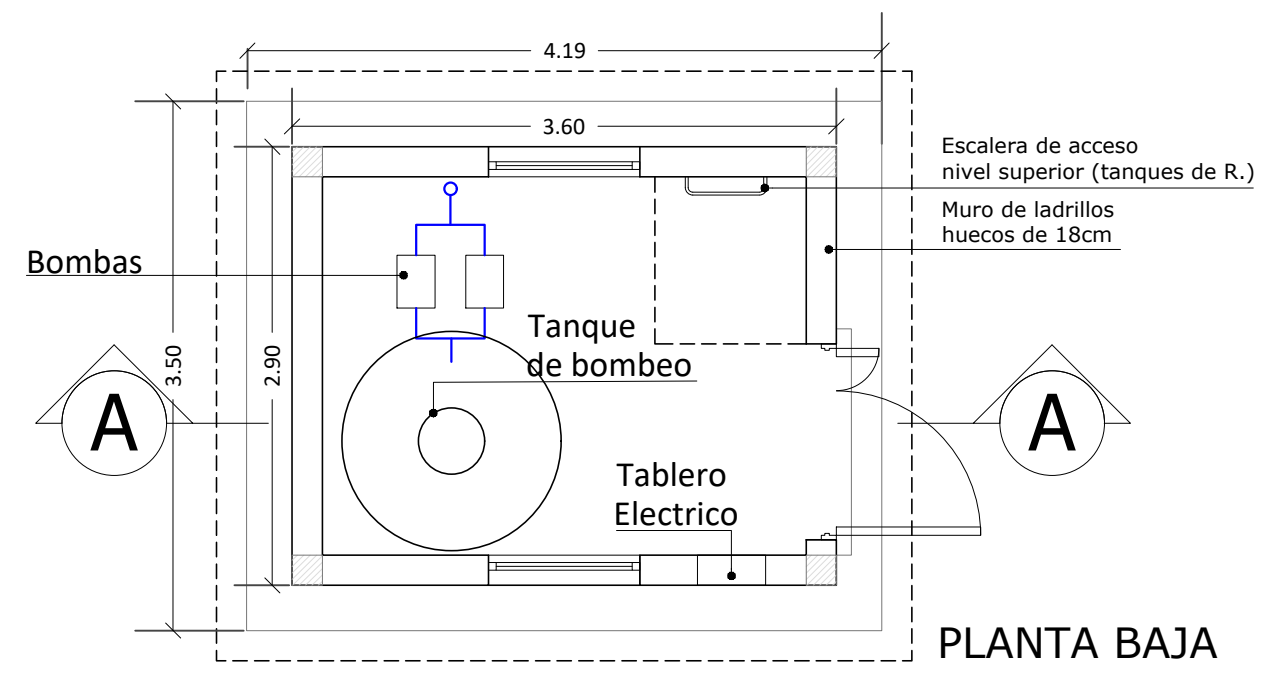 4.19
3.60
Escalera de acceso
nivel superior (tanques de R.)
Muro de ladrillos
huecos de 18cm
Bombas
Tanque
de bombeo
3.50
2.90
A
A
Tablero
Electrico
PLANTA BAJA